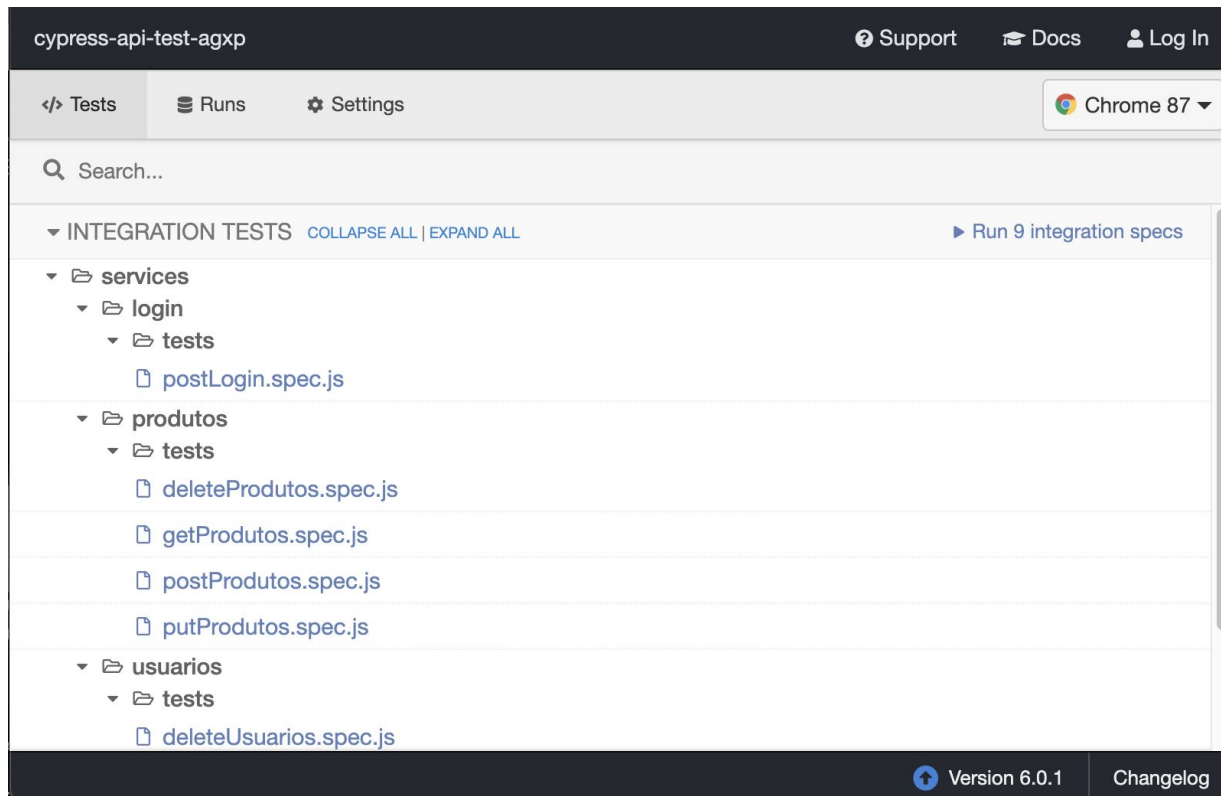 cypress-api-test-agxp Support Docs Log In
</> Tests Runs Settings Chrome 87
Search...
INTEGRATION TESTS COLLAPSE ALL | EXPAND ALL Run 9 integration specs
services
login
tests
postLogin.spec.js
produtos
tests
deleteProdutos.spec.js
getProdutos.spec.js
postProdutos.spec.js
putProdutos.spec.js
usuarios
tests
deleteUsuarios.spec.js
Version 6.0.1 Changelog